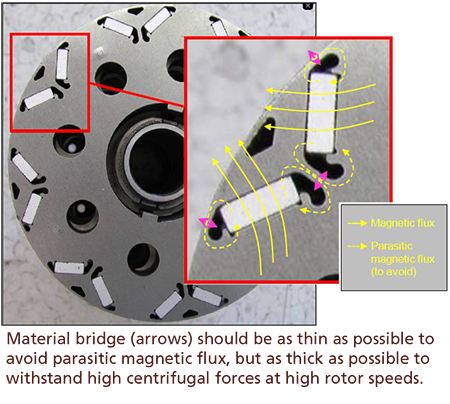 Magnetic flux
Parasitic
magnetic flux
(to avoid)
Material bridge (arrows) should be as thin as possible to
avoid parasitic magnetic flux, but as thick as possible to
withstand high centrifugal forces at high rotor speeds.